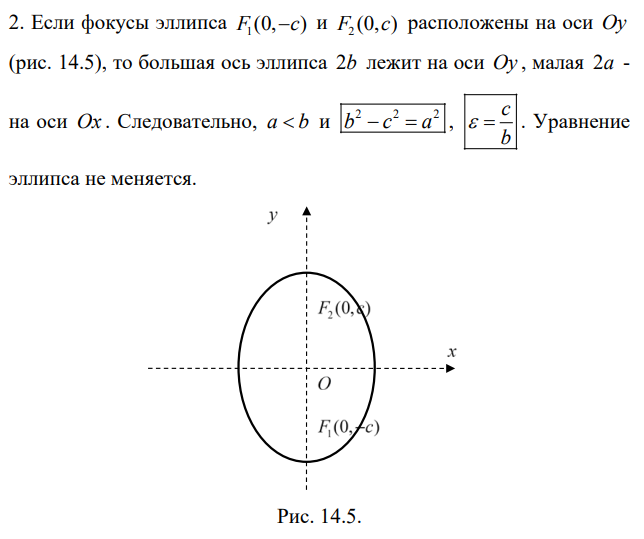 2. Если фокусы эллипса F₁(0,−c) и F₂(0,c) расположены на оси Oy
(рис. 14.5), то большая ось эллипса 2b лежит на оси Oy, малая 2a -
на оси Ox. Следовательно, a < b и b² − c² = a², ε = c/b. Уравнение
эллипса не меняется.
y
F₂(0,c)
x
O
F₁(0,−c)
Рис. 14.5.